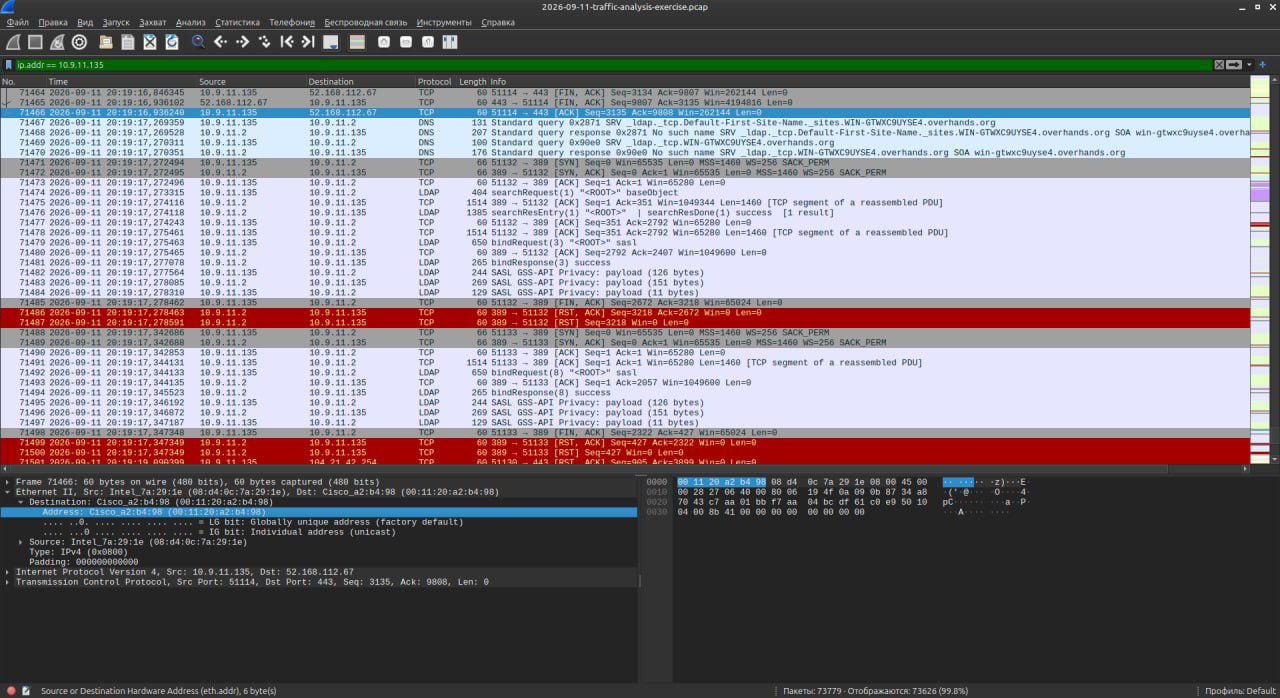 2026-09-11-traffic-analysis-exercise.pcap
Файл Правка Вид Запуск Захват Анализ Статистика Телефония Беспроводная связь Инструменты Справка
ip.addr == 10.9.11.135
No. Time Source Destination Protocol Length Info
71464 2026-09-11 20:19:16,846345 10.9.11.135 52.168.112.67 TCP 60 51114 → 443 [FIN, ACK] Seq=3134 Ack=9807 Win=262144 Len=0
71465 2026-09-11 20:19:16,936102 52.168.112.67 10.9.11.135 TCP 60 443 → 51114 [FIN, ACK] Seq=9807 Ack=3135 Win=4194816 Len=0
71466 2026-09-11 20:19:16,936240 10.9.11.135 52.168.112.67 TCP 60 51114 → 443 [ACK] Seq=3135 Ack=9808 Win=262144 Len=0
71467 2026-09-11 20:19:17,269359 10.9.11.135 10.9.11.2 DNS 131 Standard query 0x2871 SRV _ldap._tcp.Default-First-Site-Name._sites.WIN-GTWXC9UYSE4.overhands.org
71468 2026-09-11 20:19:17,269528 10.9.11.2 10.9.11.135 DNS 207 Standard query response 0x2871 No such name SRV _ldap._tcp.Default-First-Site-Name._sites.WIN-GTWXC9UYSE4.overhands.org SOA win-gtwxc9uyse4.overha
71469 2026-09-11 20:19:17,270311 10.9.11.135 10.9.11.2 DNS 100 Standard query 0x90e0 SRV _ldap._tcp.WIN-GTWXC9UYSE4.overhands.org
71470 2026-09-11 20:19:17,270351 10.9.11.2 10.9.11.135 DNS 176 Standard query response 0x90e0 No such name SRV _ldap._tcp.WIN-GTWXC9UYSE4.overhands.org SOA win-gtwxc9uyse4.overhands.org
71471 2026-09-11 20:19:17,272494 10.9.11.135 10.9.11.2 TCP 66 51132 → 389 [SYN] Seq=0 Win=65535 Len=0 MSS=1460 WS=256 SACK_PERM
71472 2026-09-11 20:19:17,272495 10.9.11.2 10.9.11.135 TCP 66 389 → 51132 [SYN, ACK] Seq=0 Ack=1 Win=65535 Len=0 MSS=1460 WS=256 SACK_PERM
71473 2026-09-11 20:19:17,272496 10.9.11.135 10.9.11.2 TCP 60 51132 → 389 [ACK] Seq=1 Ack=1 Win=65280 Len=0
71474 2026-09-11 20:19:17,273315 10.9.11.135 10.9.11.2 LDAP 404 searchRequest(1) "<ROOT>" baseObject
71475 2026-09-11 20:19:17,274116 10.9.11.2 10.9.11.135 TCP 1514 389 → 51132 [ACK] Seq=1 Ack=351 Win=1049344 Len=1460 [TCP segment of a reassembled PDU]
71476 2026-09-11 20:19:17,274118 10.9.11.2 10.9.11.135 LDAP 1385 searchResEntry(1) "<ROOT>" | searchResDone(1) success [1 result]
71477 2026-09-11 20:19:17,274243 10.9.11.135 10.9.11.2 TCP 60 51132 → 389 [ACK] Seq=351 Ack=2792 Win=65280 Len=0
71478 2026-09-11 20:19:17,275461 10.9.11.135 10.9.11.2 TCP 1514 51132 → 389 [ACK] Seq=351 Ack=2792 Win=65280 Len=1460 [TCP segment of a reassembled PDU]
71479 2026-09-11 20:19:17,275463 10.9.11.135 10.9.11.2 LDAP 650 bindRequest(3) "<ROOT>" sasl
71480 2026-09-11 20:19:17,275465 10.9.11.2 10.9.11.135 TCP 60 389 → 51132 [ACK] Seq=2792 Ack=2407 Win=1049600 Len=0
71481 2026-09-11 20:19:17,277078 10.9.11.2 10.9.11.135 LDAP 265 bindResponse(3) success
71482 2026-09-11 20:19:17,277564 10.9.11.135 10.9.11.2 LDAP 244 SASL GSS-API Privacy: payload (126 bytes)
71483 2026-09-11 20:19:17,278085 10.9.11.2 10.9.11.135 LDAP 269 SASL GSS-API Privacy: payload (151 bytes)
71484 2026-09-11 20:19:17,278310 10.9.11.135 10.9.11.2 LDAP 129 SASL GSS-API Privacy: payload (11 bytes)
71485 2026-09-11 20:19:17,278462 10.9.11.135 10.9.11.2 TCP 60 51132 → 389 [FIN, ACK] Seq=2672 Ack=3218 Win=65024 Len=0
71486 2026-09-11 20:19:17,278463 10.9.11.2 10.9.11.135 TCP 60 389 → 51132 [RST, ACK] Seq=3218 Ack=2672 Win=0 Len=0
71487 2026-09-11 20:19:17,278591 10.9.11.2 10.9.11.135 TCP 60 389 → 51132 [RST] Seq=3218 Win=0 Len=0
71488 2026-09-11 20:19:17,342686 10.9.11.135 10.9.11.2 TCP 66 51133 → 389 [SYN] Seq=0 Win=65535 Len=0 MSS=1460 WS=256 SACK_PERM
71489 2026-09-11 20:19:17,342688 10.9.11.2 10.9.11.135 TCP 66 389 → 51133 [SYN, ACK] Seq=0 Ack=1 Win=65535 Len=0 MSS=1460 WS=256 SACK_PERM
71490 2026-09-11 20:19:17,342853 10.9.11.135 10.9.11.2 TCP 60 51133 → 389 [ACK] Seq=1 Ack=1 Win=65280 Len=0
71491 2026-09-11 20:19:17,344131 10.9.11.135 10.9.11.2 TCP 1514 51133 → 389 [ACK] Seq=1 Ack=1 Win=65280 Len=1460 [TCP segment of a reassembled PDU]
71492 2026-09-11 20:19:17,344133 10.9.11.135 10.9.11.2 LDAP 650 bindRequest(8) "<ROOT>" sasl
71493 2026-09-11 20:19:17,344135 10.9.11.2 10.9.11.135 TCP 60 389 → 51133 [ACK] Seq=1 Ack=2057 Win=1049600 Len=0
71494 2026-09-11 20:19:17,345523 10.9.11.2 10.9.11.135 LDAP 265 bindResponse(8) success
71495 2026-09-11 20:19:17,346192 10.9.11.135 10.9.11.2 LDAP 244 SASL GSS-API Privacy: payload (126 bytes)
71496 2026-09-11 20:19:17,346872 10.9.11.2 10.9.11.135 LDAP 269 SASL GSS-API Privacy: payload (151 bytes)
71497 2026-09-11 20:19:17,347187 10.9.11.135 10.9.11.2 LDAP 129 SASL GSS-API Privacy: payload (11 bytes)
71498 2026-09-11 20:19:17,347348 10.9.11.135 10.9.11.2 TCP 60 51133 → 389 [FIN, ACK] Seq=2322 Ack=427 Win=65024 Len=0
71499 2026-09-11 20:19:17,347349 10.9.11.2 10.9.11.135 TCP 60 389 → 51133 [RST, ACK] Seq=427 Ack=2322 Win=0 Len=0
71500 2026-09-11 20:19:17,347349 10.9.11.2 10.9.11.135 TCP 60 389 → 51133 [RST] Seq=427 Win=0 Len=0
71501 2026-09-11 20:19:19,090399 10.9.11.135 104.21.42.254 TCP 60 51130 → 443 [RST, ACK] Seq=905 Ack=3899 Win=0 Len=0
Frame 71466: 60 bytes on wire (480 bits), 60 bytes captured (480 bits)
Ethernet II, Src: Intel_7a:29:1e (08:d4:0c:7a:29:1e), Dst: Cisco_a2:b4:98 (00:11:20:a2:b4:98)
Destination: Cisco_a2:b4:98 (00:11:20:a2:b4:98)
Address: Cisco_a2:b4:98 (00:11:20:a2:b4:98)
.... ..0. .... .... .... .... = LG bit: Globally unique address (factory default)
.... ...0 .... .... .... .... = IG bit: Individual address (unicast)
Source: Intel_7a:29:1e (08:d4:0c:7a:29:1e)
Type: IPv4 (0x0800)
Padding: 000000000000
Internet Protocol Version 4, Src: 10.9.11.135, Dst: 52.168.112.67
Transmission Control Protocol, Src Port: 51114, Dst Port: 443, Seq: 3135, Ack: 9808, Len: 0
0000 00 11 20 a2 b4 98 08 d4 0c 7a 29 1e 08 00 45 00 ·· ····· ·z)···E·
0010 00 28 27 06 40 00 80 06 19 4f 0a 09 0b 87 34 a8 ·('·@··· ·O····4·
0020 70 43 c7 aa 01 bb f7 aa 04 bc df 61 c0 e9 50 10 pC······ ···a··P·
0030 04 00 8b 41 00 00 00 00 00 00 00 00 ···A···· ····
Source or Destination Hardware Address (eth.addr), 6 byte(s)
Пакеты: 73779 · Отображаются: 73626 (99.8%)
Профиль: Default